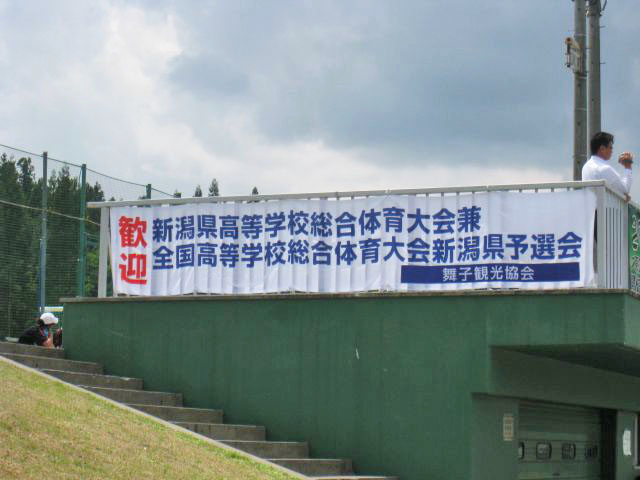 歓迎
新潟県高等学校総合体育大会兼
全国高等学校総合体育大会新潟県予選会
舞子観光協会